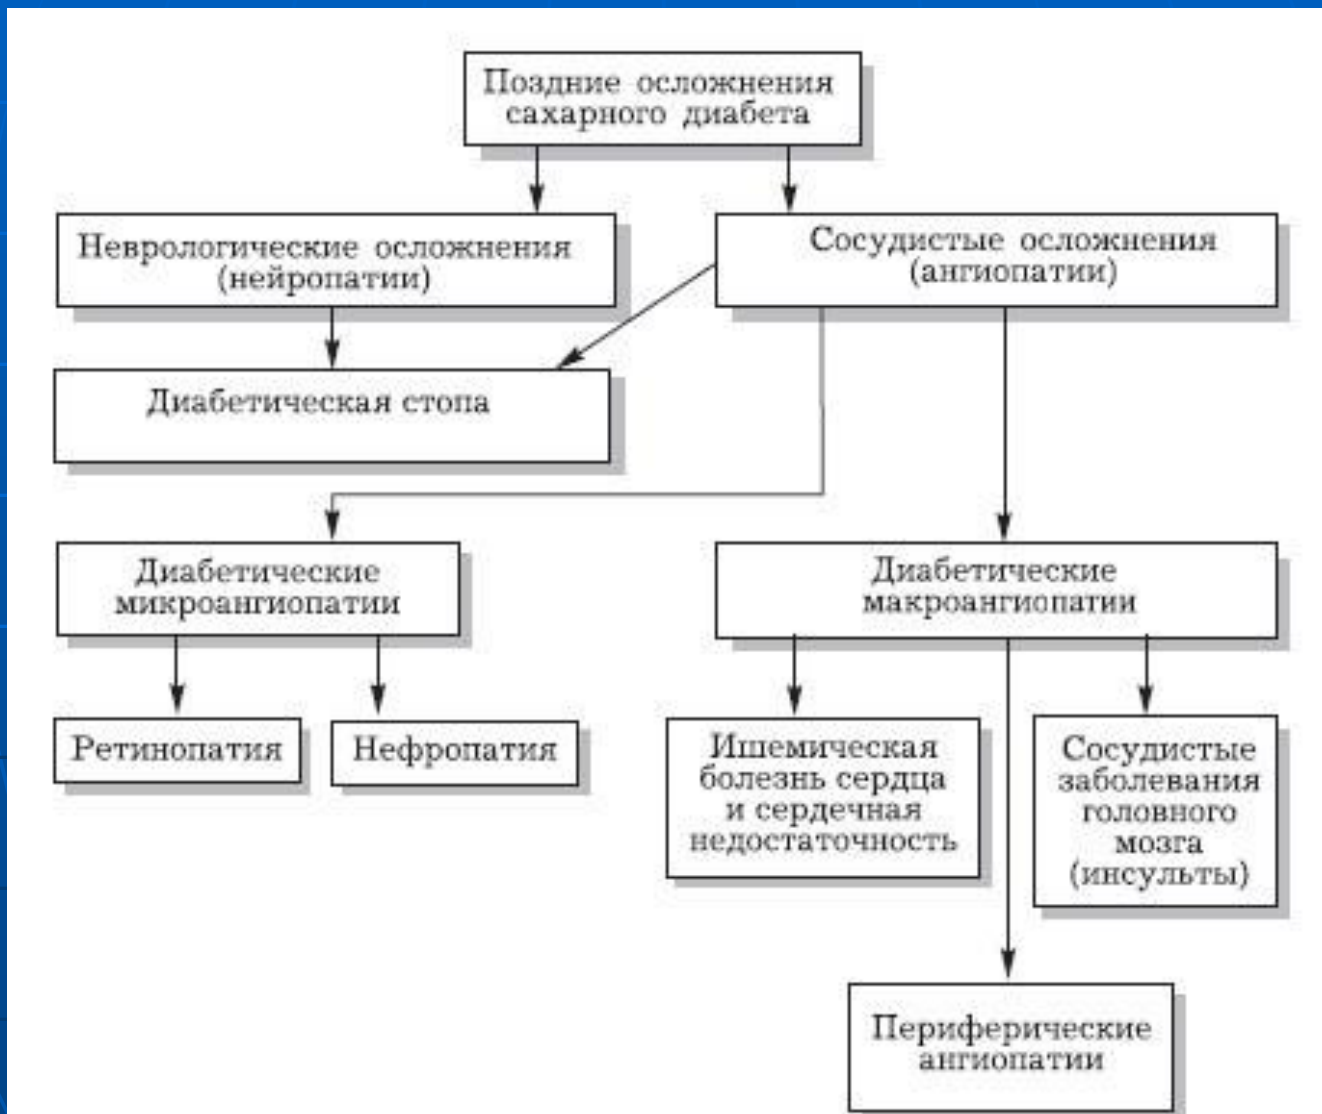 Поздние осложнения
сахарного диабета
Неврологические осложнения
(нейропатии)
Сосудистые осложнения
(ангиопатии)
Диабетическая стопа
Диабетические
микроангиопатии
Диабетические
макроангиопатии
Ретинопатия
Нефропатия
Ишемическая
болезнь сердца
и сердечная
недостаточность
Сосудистые
заболевания
головного
мозга
(инсульты)
Периферические
ангиопатии